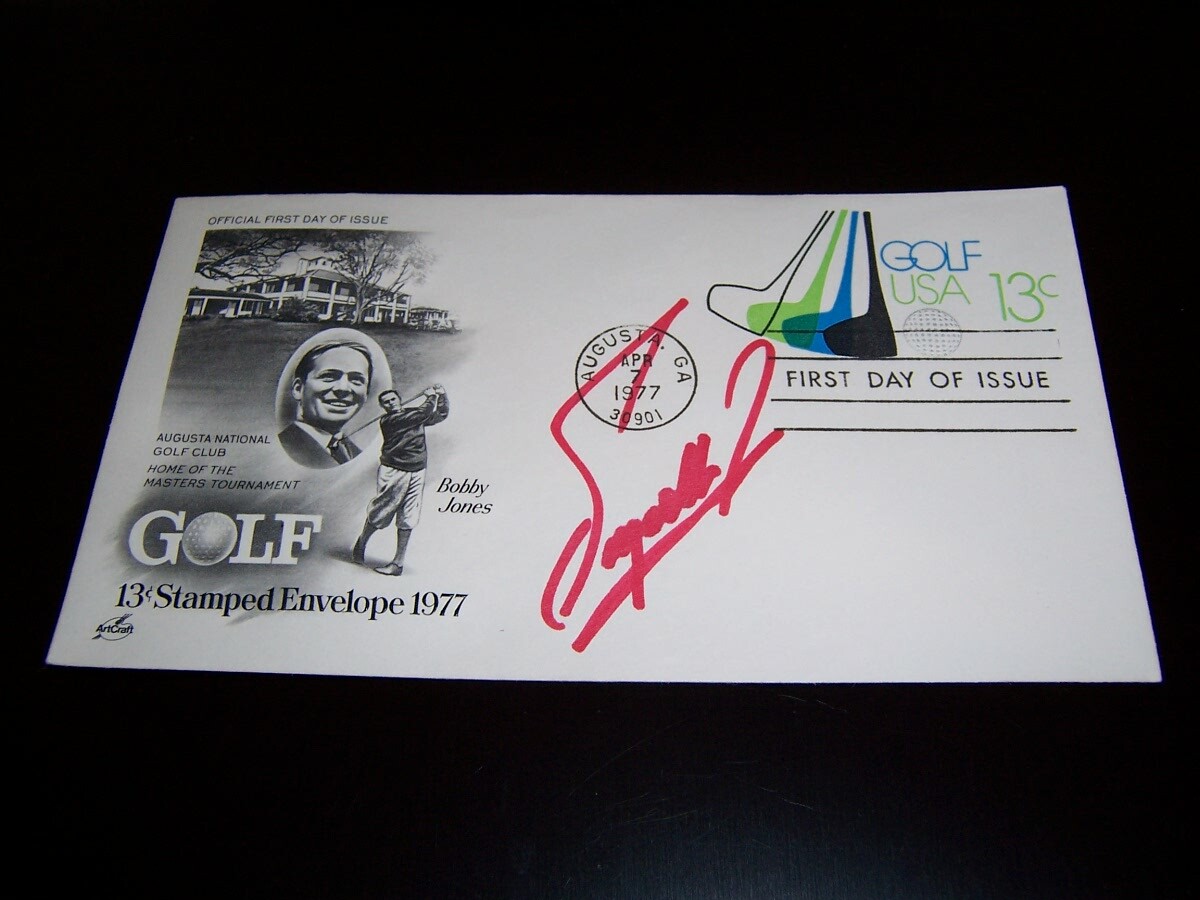 OFFICIAL FIRST DAY OF ISSUE
AUGUSTA NATIONAL
GOLF CLUB
HOME OF THE
MASTERS TOURNAMENT
Bobby
Jones
GOLF
13¢ Stamped Envelope 1977
ArtCraft
AUGUSTA, GA
APR
7
1977
30901
GOLF
USA 13c
FIRST DAY OF ISSUE